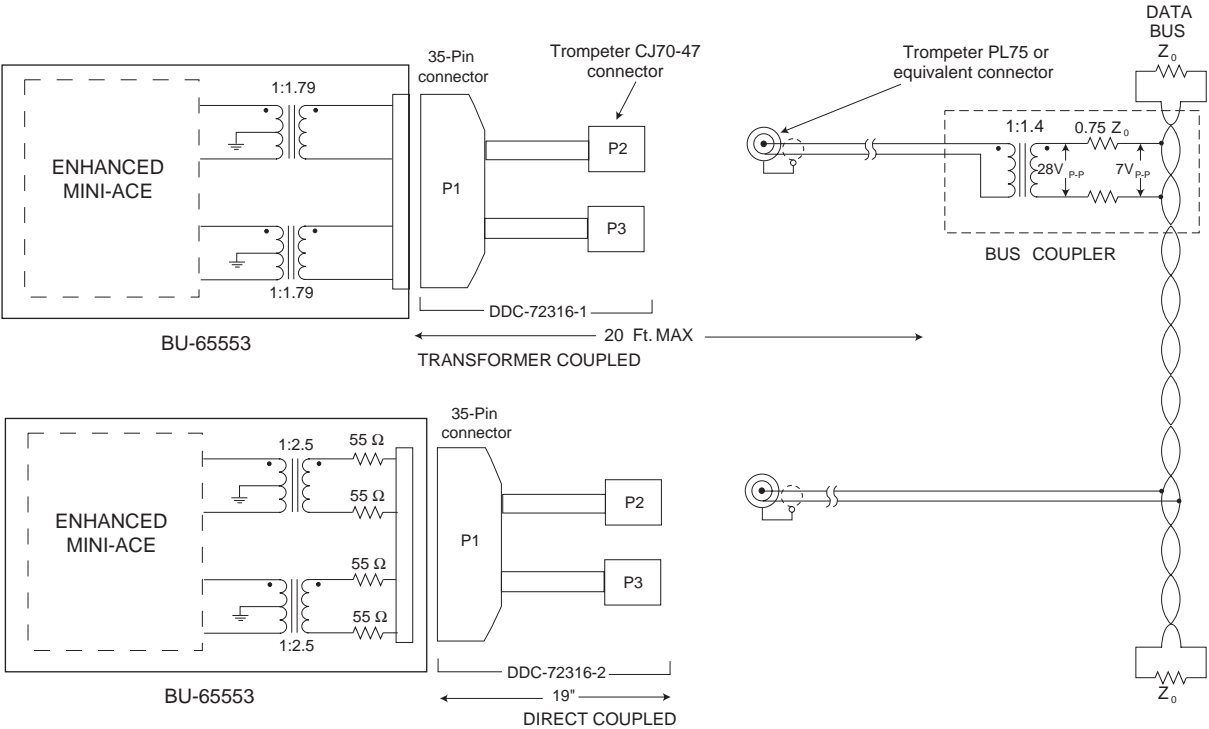 DATA
BUS
Z0
35-Pin
connector
Trompeter CJ70-47
connector
Trompeter PL75 or
equivalent connector
1:1.79
ENHANCED
MINI-ACE
1:1.79
P1
P2
P3
1:1.4
0.75 Z0
28V P-P
7V P-P
BUS COUPLER
DDC-72316-1
BU-65553
20 Ft. MAX
TRANSFORMER COUPLED
35-Pin
connector
1:2.5
55 Ω
55 Ω
ENHANCED
MINI-ACE
55 Ω
55 Ω
1:2.5
P1
P2
P3
DDC-72316-2
BU-65553
19"
DIRECT COUPLED
Z0